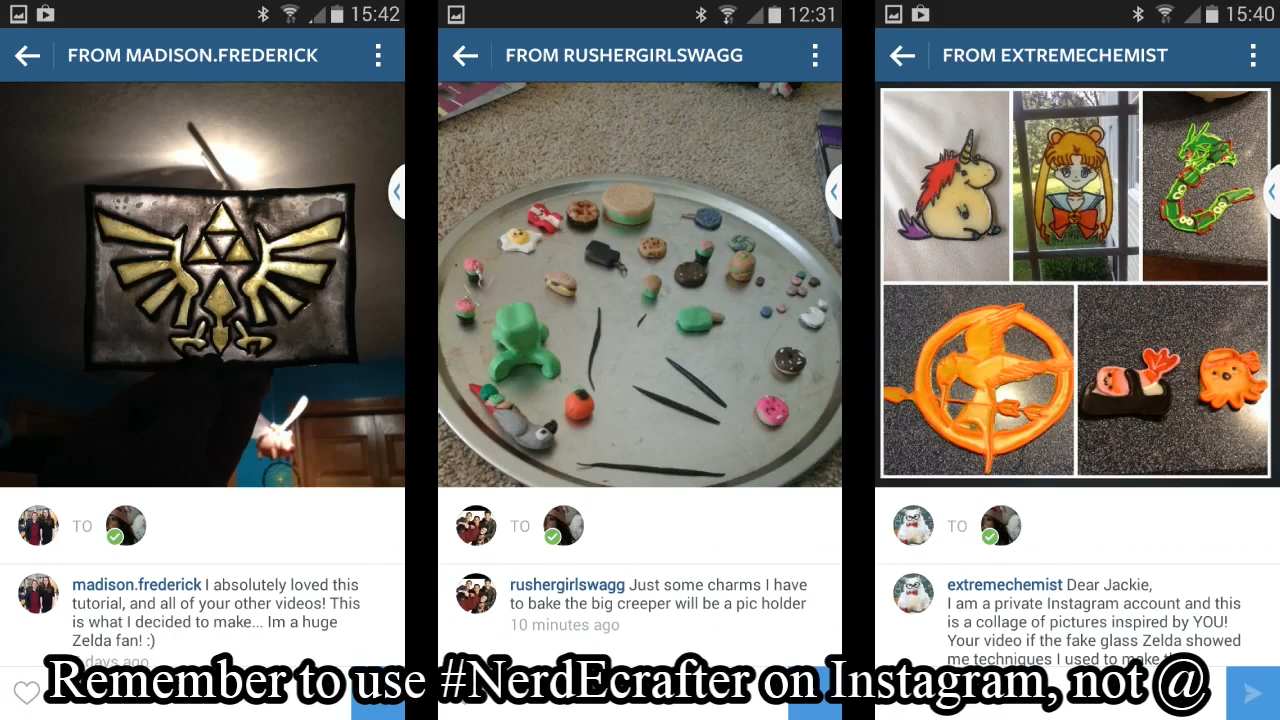 15:42
FROM MADISON.FREDERICK
TO
madison.frederick I absolutely loved this
tutorial, and all of your other videos! This
is what I decided to make... Im a huge
Zelda fan! :)
days ago
12:31
FROM RUSHERGIRLSWAGG
TO
rushergirlswagg Just some charms I have
to bake the big creeper will be a pic holder
10 minutes ago
15:40
FROM EXTREMECHEMIST
TO
extremechemist Dear Jackie,
I am a private Instagram account and this
is a collage of pictures inspired by YOU!
Your video if the fake glass Zelda showed
me techniques I used to make
Remember to use #NerdEcrafter on Instagram, not @